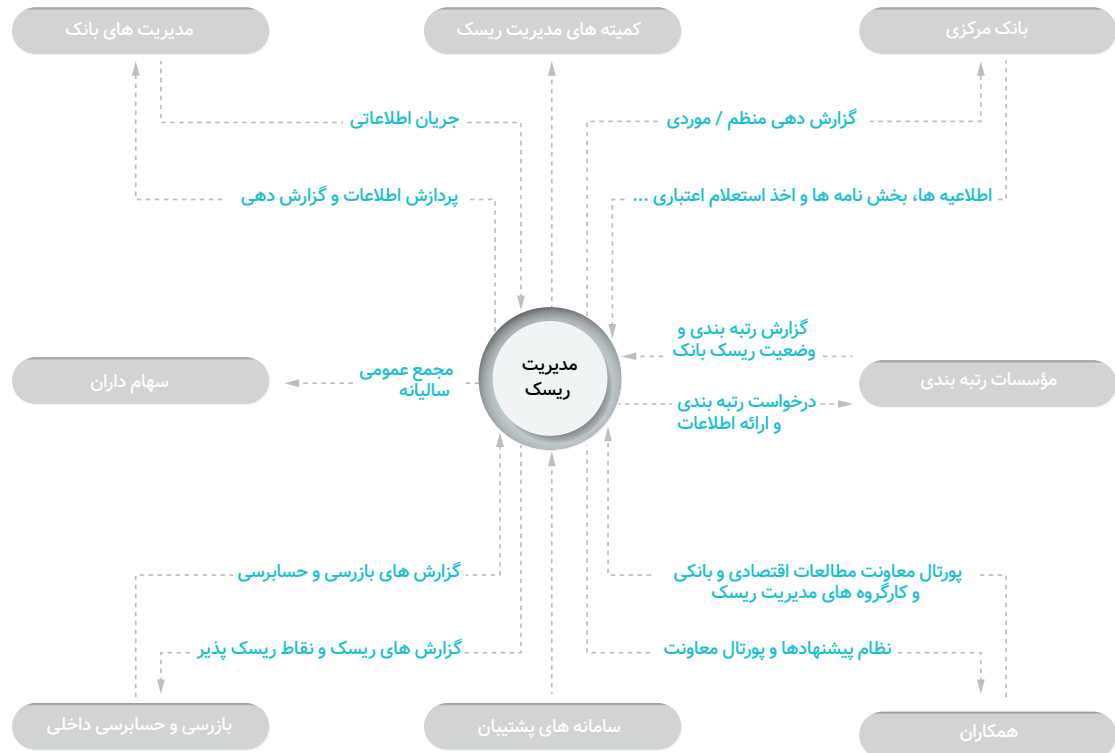 بانک مرکزی
کمیته های مدیریت ریسک
مدیریت های بانک
گزارش دهی منظم / موردی
جریان اطلاعاتی
اطلاعیه ها، بخش نامه ها و اخذ استعلام اعتباری ...
پردازش اطلاعات و گزارش دهی
گزارش رتبه بندی و
وضعیت ریسک بانک
مؤسسات رتبه بندی
درخواست رتبه بندی
و ارائه اطلاعات
مدیریت
ریسک
مجمع عمومی
سالیانه
سهام داران
پورتال معاونت مطالعات اقتصادی و بانکی
و کارگروه های مدیریت ریسک
گزارش های بازرسی و حسابرسی
نظام پیشنهادها و پورتال معاونت
گزارش های ریسک و نقاط ریسک پذیر
همکاران
سامانه های پشتیبان
بازرسی و حسابرسی داخلی